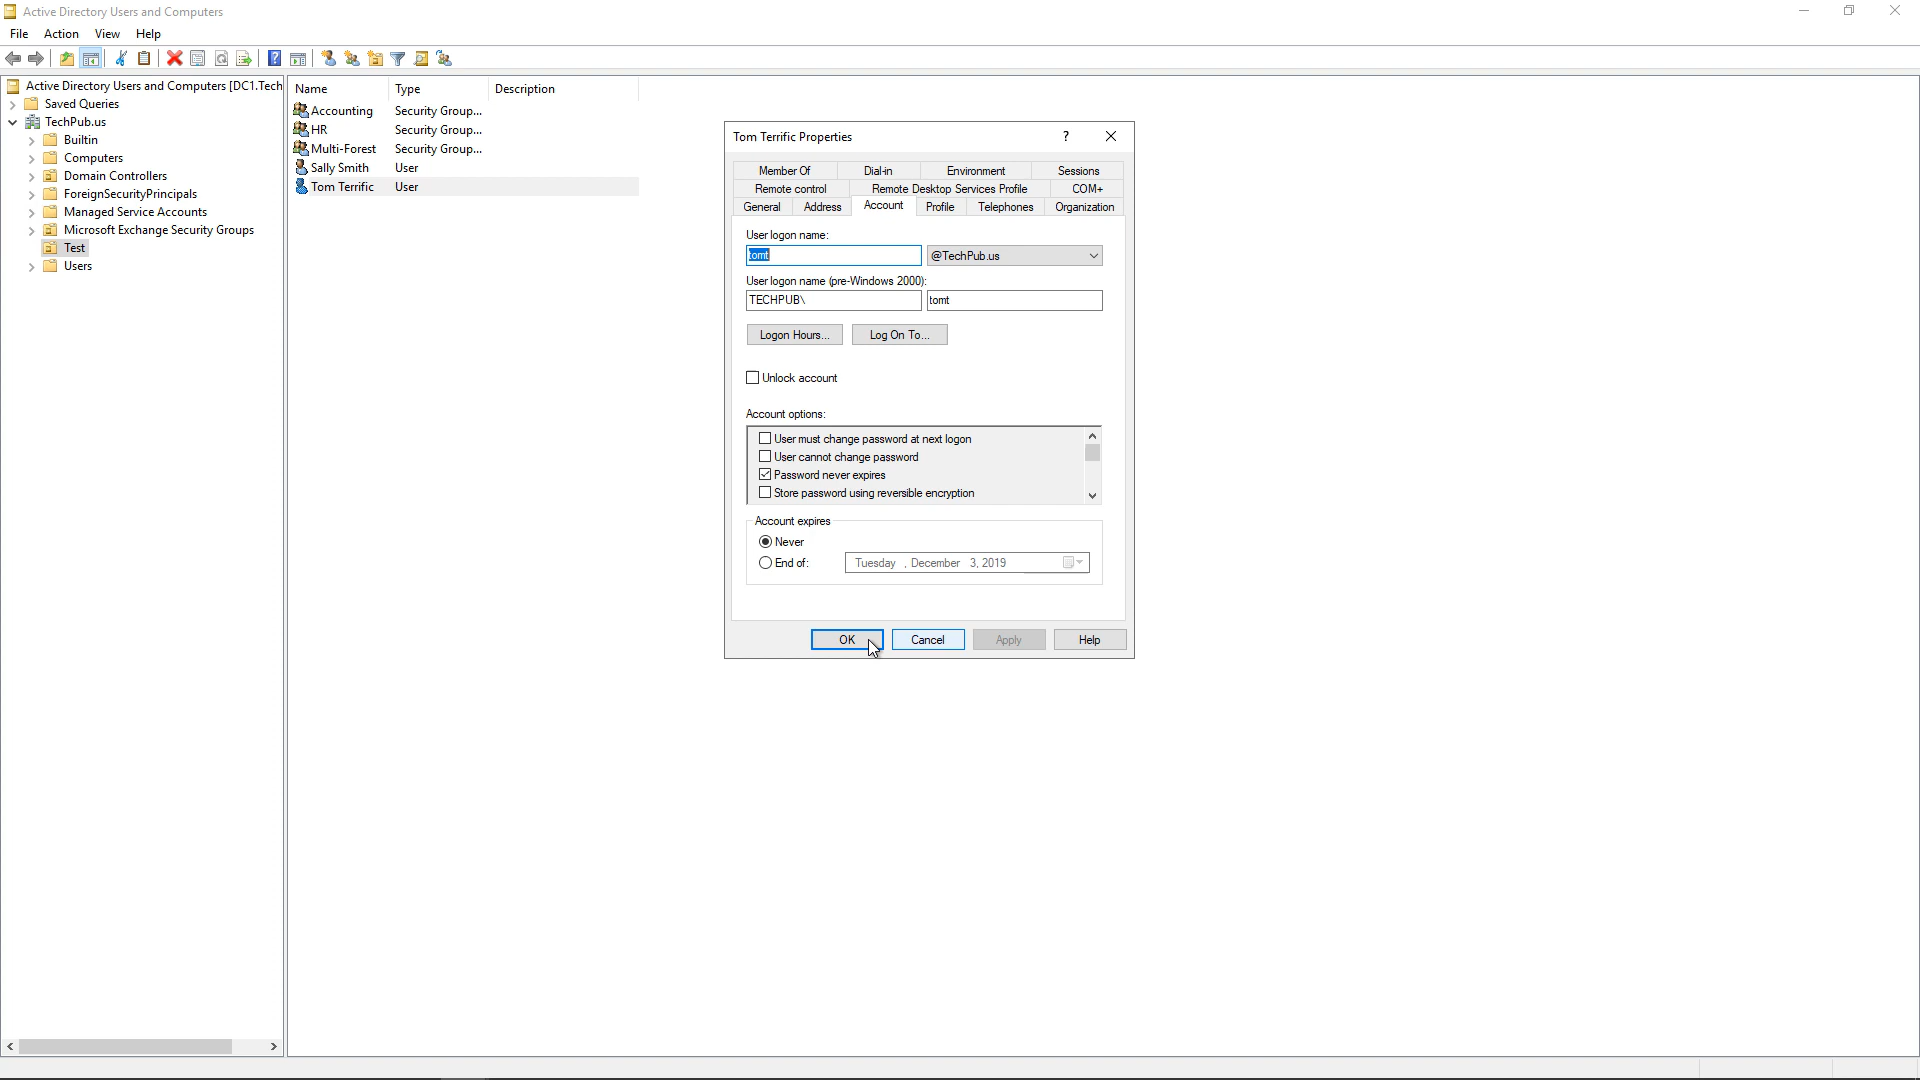 Active Directory Users and Computers
File Action View Help
Active Directory Users and Computers [DC1.Tech
Saved Queries
TechPub.us
Builtin
Computers
Domain Controllers
ForeignSecurityPrincipals
Managed Service Accounts
Microsoft Exchange Security Groups
Test
Users
Name Type Description
Accounting Security Group...
HR Security Group...
Multi-Forest Security Group...
Sally Smith User
Tom Terrific User
Tom Terrific Properties ?
Member Of Dial-in Environment Sessions
Remote control Remote Desktop Services Profile COM+
General Address Account Profile Telephones Organization
User logon name:
tomt @TechPub.us
User logon name (pre-Windows 2000):
TECHPUB\ tomt
Logon Hours... Log On To...
Unlock account
Account options:
User must change password at next logon
User cannot change password
Password never expires
Store password using reversible encryption
Account expires
Never
End of: Tuesday , December 3, 2019
OK Cancel Apply Help